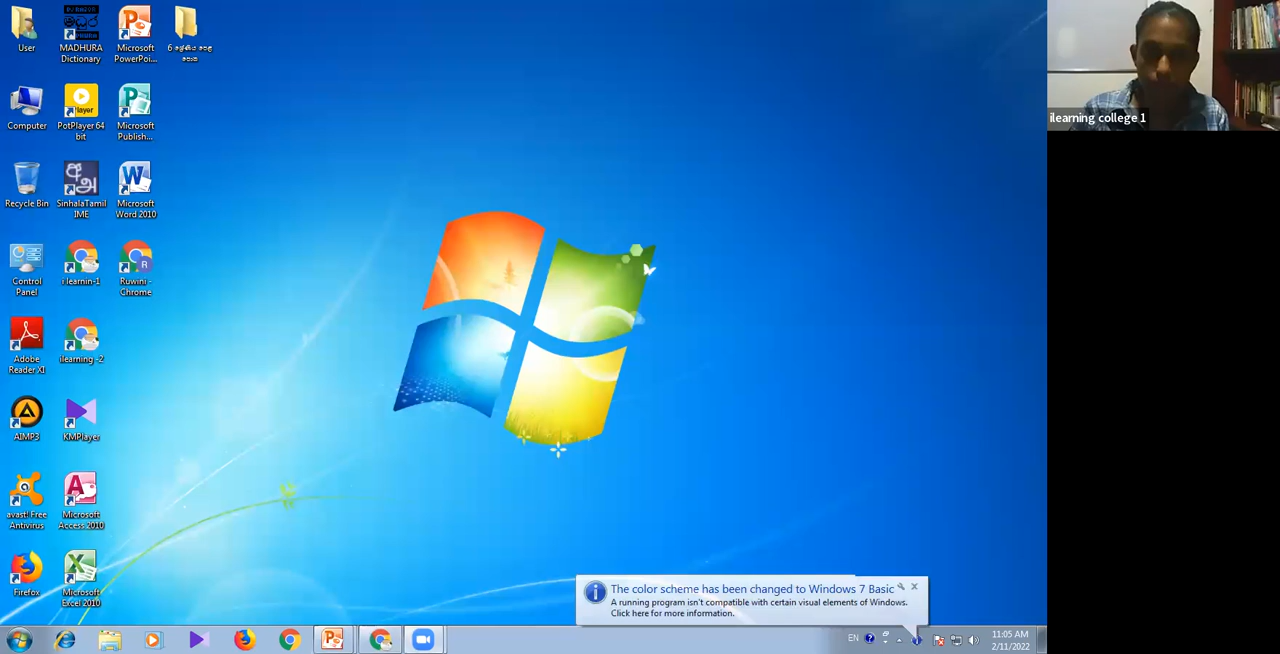 User
MADHURA
Dictionary
Microsoft
PowerPoi...
6 ශ්‍රේණිය පෙළ
පොත
Computer
Player
PotPlayer 64
bit
Microsoft
Publish...
Recycle Bin
SinhalaTamil
IME
Microsoft
Word 2010
Control
Panel
i learnin-1
Ruwini -
Chrome
Adobe
Reader XI
ilearning -2
AIMP3
KMPlayer
avast! Free
Antivirus
Microsoft
Access 2010
Firefox
Microsoft
Excel 2010
The color scheme has been changed to Windows 7 Basic
A running program isn't compatible with certain visual elements of Windows.
Click here for more information.
EN
11:05 AM
2/11/2022
ilearning college 1